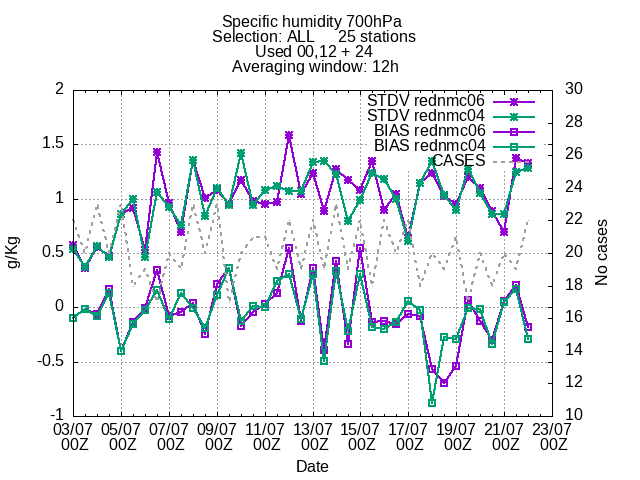 Specific humidity 700hPa
Selection: ALL 25 stations
Used 00,12 + 24
Averaging window: 12h
STDV rednmc06
STDV rednmc04
BIAS rednmc06
BIAS rednmc04
CASES
g/Kg
2
1.5
1
0.5
0
-0.5
-1
No cases
30
28
26
24
22
20
18
16
14
12
10
03/07 05/07 07/07 09/07 11/07 13/07 15/07 17/07 19/07 21/07 23/07
00Z 00Z 00Z 00Z 00Z 00Z 00Z 00Z 00Z 00Z 00Z
Date